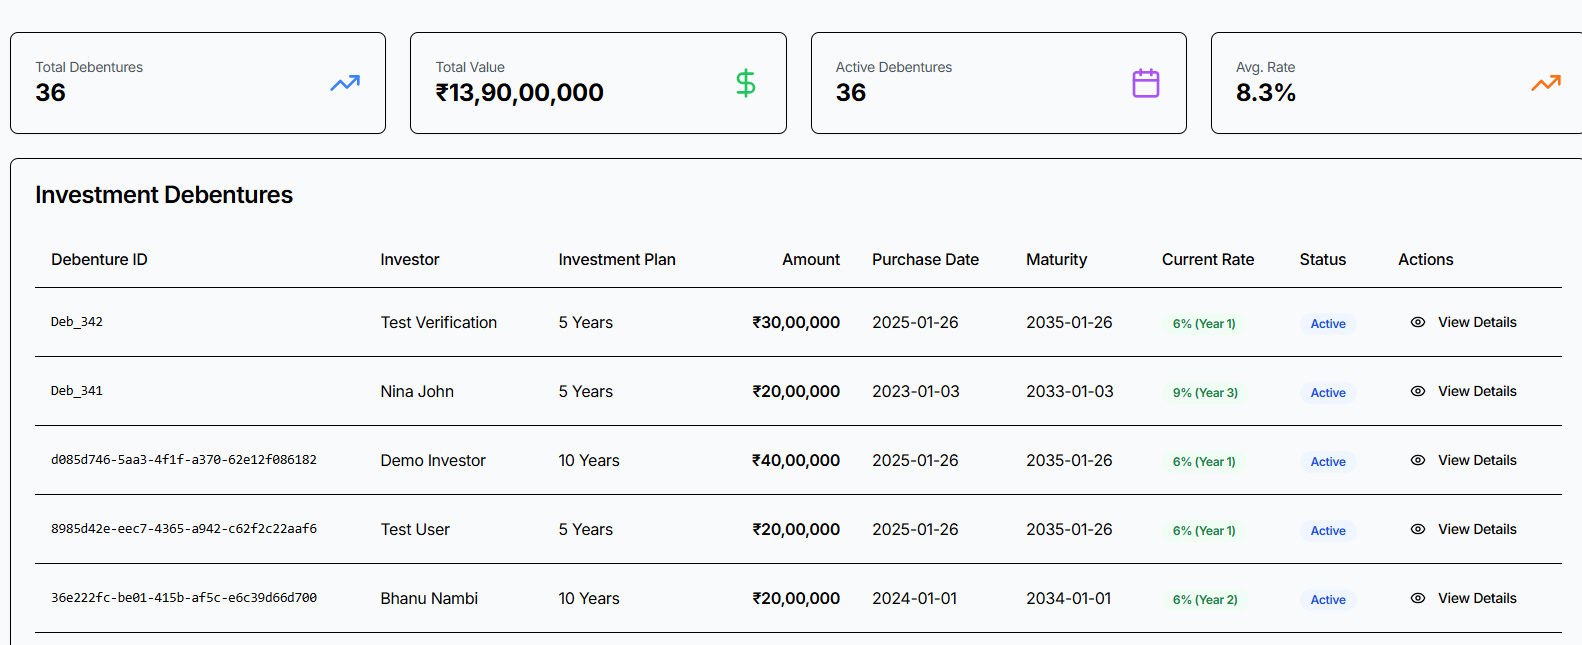 Total Debentures
36
Total Value
₹13,90,00,000
Active Debentures
36
Avg. Rate
8.3%
Investment Debentures
Debenture ID Investor Investment Plan Amount Purchase Date Maturity Current Rate Status Actions
Deb_342 Test Verification 5 Years ₹30,00,000 2025-01-26 2035-01-26 6% (Year 1) Active View Details
Deb_341 Nina John 5 Years ₹20,00,000 2023-01-03 2033-01-03 9% (Year 3) Active View Details
d085d746-5aa3-4f1f-a370-62e12f086182 Demo Investor 10 Years ₹40,00,000 2025-01-26 2035-01-26 6% (Year 1) Active View Details
8985d42e-eec7-4365-a942-c62f2c22aaf6 Test User 5 Years ₹20,00,000 2025-01-26 2035-01-26 6% (Year 1) Active View Details
36e222fc-be01-415b-af5c-e6c39d66d700 Bhanu Nambi 10 Years ₹20,00,000 2024-01-01 2034-01-01 6% (Year 2) Active View Details